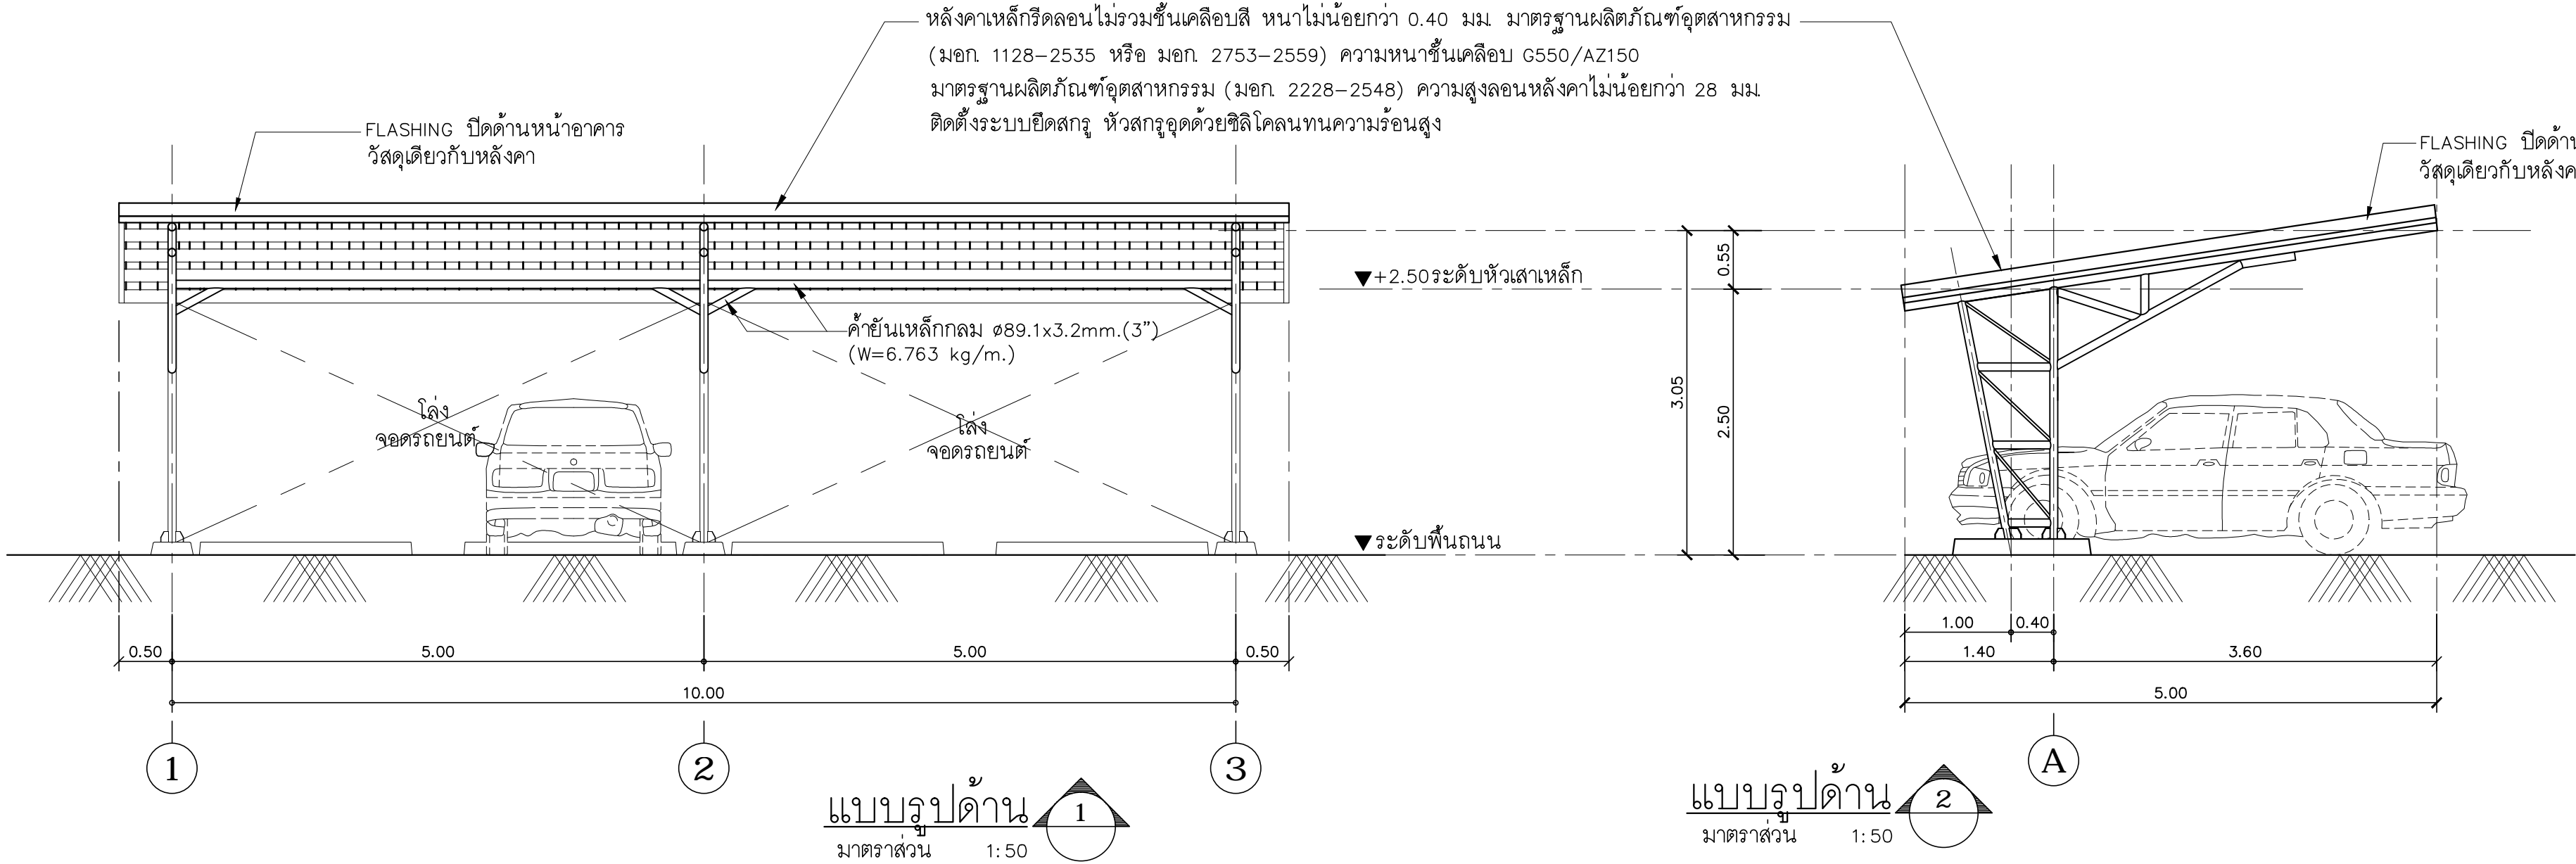 หลังคาเหล็กรีดลอนไม่รวมชั้นเคลือบสี หนาไม่น้อยกว่า 0.40 มม. มาตรฐานผลิตภัณฑ์อุตสาหกรรม
(มอก. 1128-2535 หรือ มอก. 2753-2559) ความหนาชั้นเคลือบ G550/AZ150
มาตรฐานผลิตภัณฑ์อุตสาหกรรม (มอก. 2228-2548) ความสูงลอนหลังคาไม่น้อยกว่า 28 มม.
ติดตั้งระบบยึดสกรู หัวสกรูอุดด้วยซิลิโคลนทนความร้อนสูง
FLASHING ปิดด้านหน้าอาคาร
วัสดุเดียวกับหลังคา
FLASHING ปิดด้าน
วัสดุเดียวกับหลังค
+2.50ระดับหัวเสาเหล็ก
0.55
3.05
2.50
ค้ำยันเหล็กกลม ø89.1x3.2mm.(3")
(W=6.763 kg/m.)
โล่ง
จอดรถยนต์
โล่ง
จอดรถยนต์
ระดับพื้นถนน
0.50 5.00 5.00 0.50
10.00
1.00 0.40
1.40 3.60
5.00
1 2 3
A
แบบรูปด้าน 1
มาตราส่วน 1:50
แบบรูปด้าน 2
มาตราส่วน 1:50